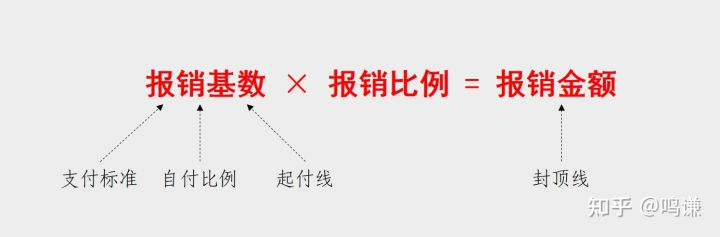 报销基数 × 报销比例 = 报销金额
支付标准 自付比例 起付线 封顶线
知乎 @鸣谦